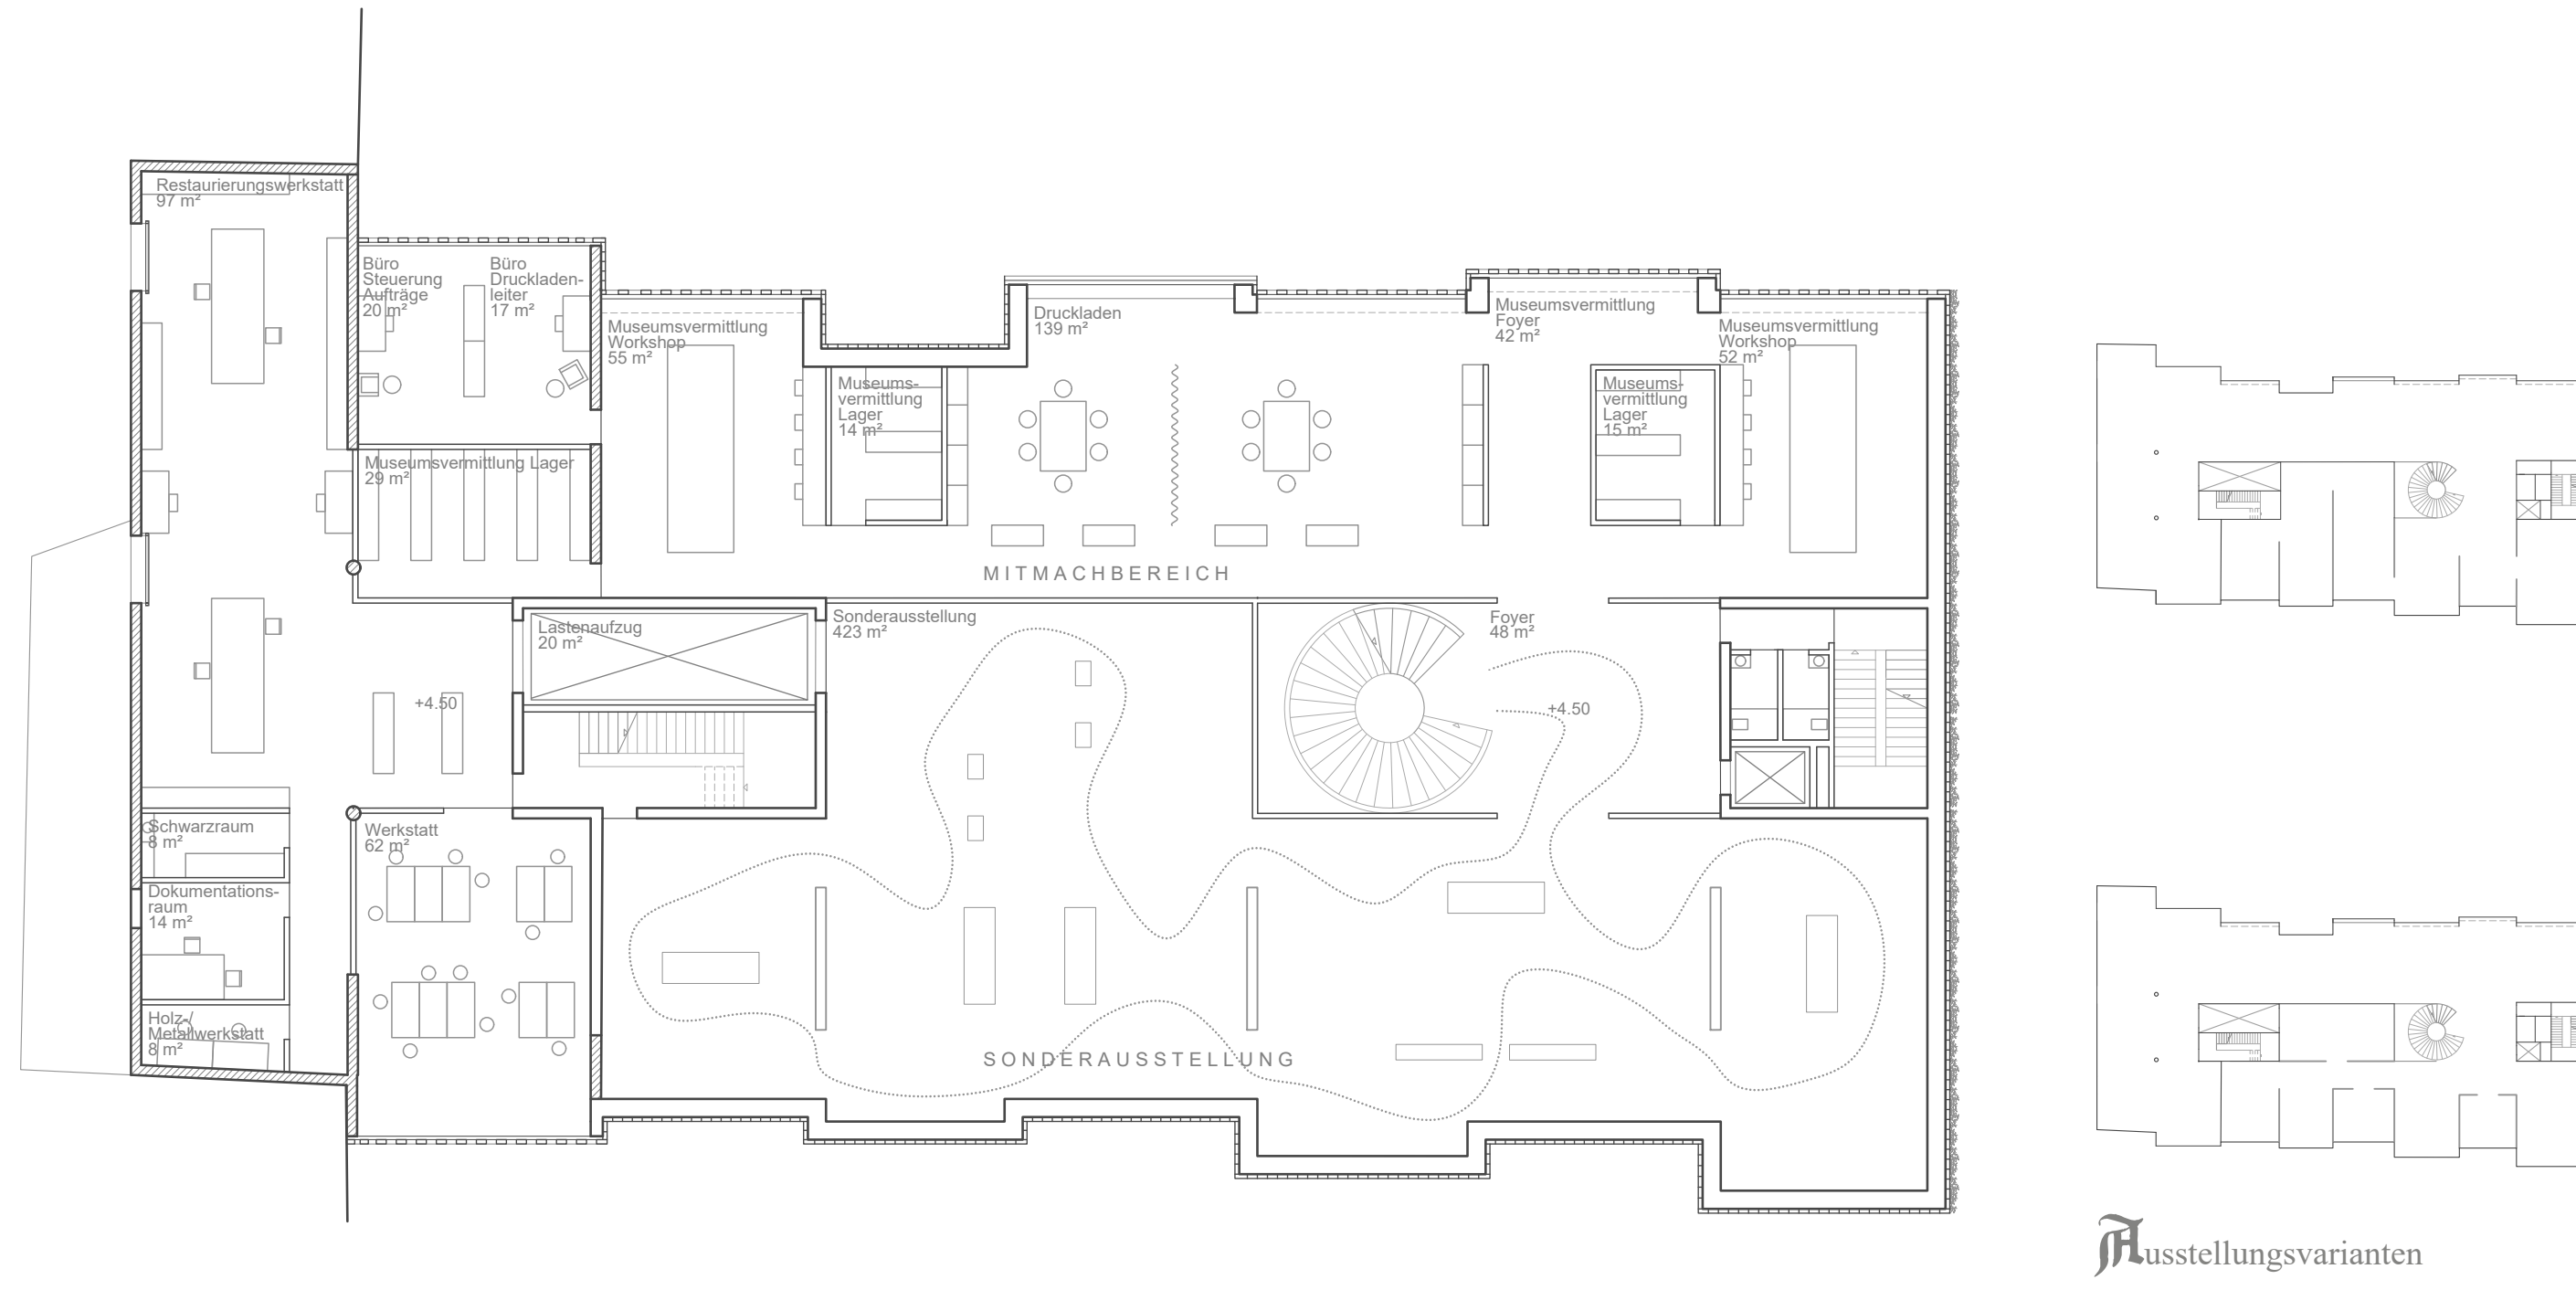 Restaurierungswerkstatt
97 m²
Büro
Steuerung
Aufträge
20 m²
Büro
Druckladen-
leiter
17 m²
Museumsvermittlung
Workshop
55 m²
Druckladen
139 m²
Museumsvermittlung
Foyer
42 m²
Museumsvermittlung
Workshop
52 m²
Museums-
vermittlung
Lager
14 m²
Museums-
vermittlung
Lager
15 m²
Museumsvermittlung Lager
29 m²
MITMACHBEREICH
Lastenaufzug
20 m²
Sonderausstellung
423 m²
Foyer
48 m²
+4.50
+4.50
Schwarzraum
8 m²
Werkstatt
62 m²
Dokumentations-
raum
14 m²
Holz-/
Metallwerkstatt
8 m²
SONDERAUSSTELLUNG
Ausstellungsvarianten